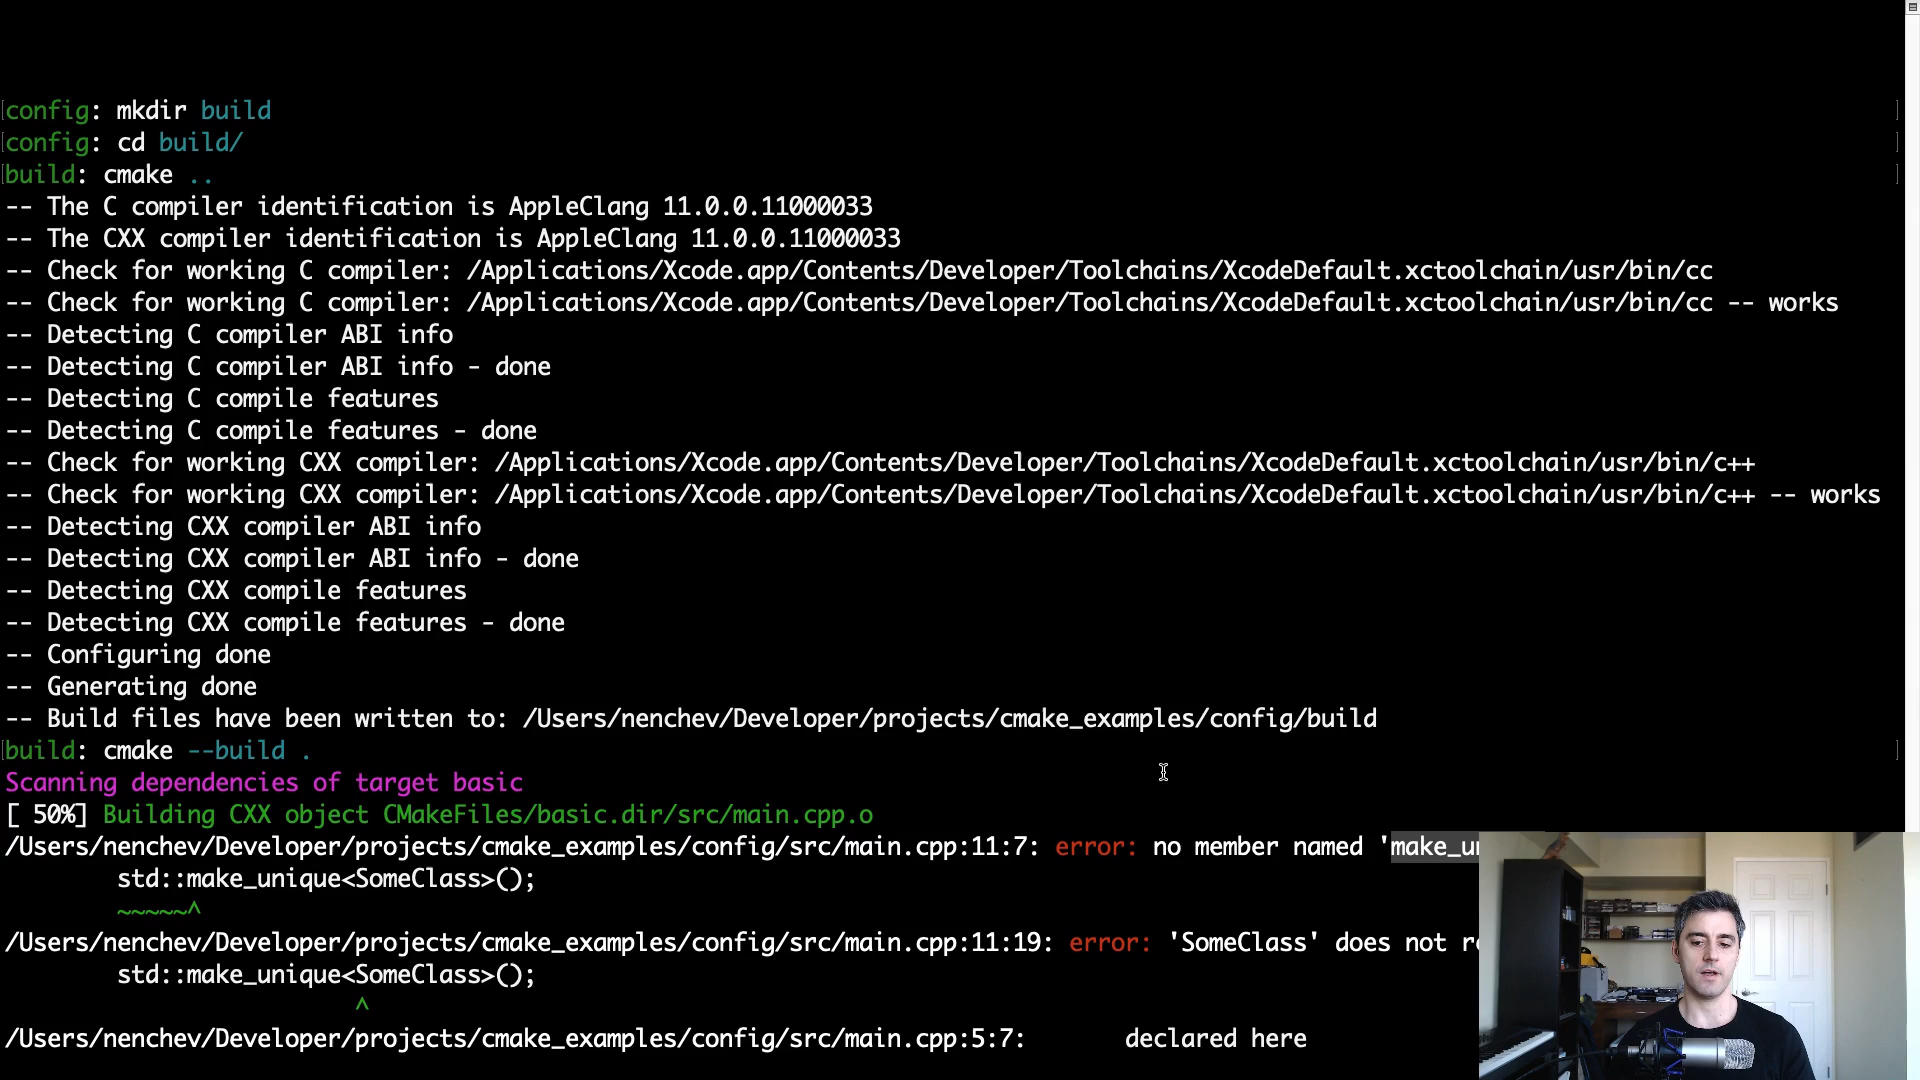 config: mkdir build
config: cd build/
build: cmake ..
-- The C compiler identification is AppleClang 11.0.0.11000033
-- The CXX compiler identification is AppleClang 11.0.0.11000033
-- Check for working C compiler: /Applications/Xcode.app/Contents/Developer/Toolchains/XcodeDefault.xctoolchain/usr/bin/cc
-- Check for working C compiler: /Applications/Xcode.app/Contents/Developer/Toolchains/XcodeDefault.xctoolchain/usr/bin/cc -- works
-- Detecting C compiler ABI info
-- Detecting C compiler ABI info - done
-- Detecting C compile features
-- Detecting C compile features - done
-- Check for working CXX compiler: /Applications/Xcode.app/Contents/Developer/Toolchains/XcodeDefault.xctoolchain/usr/bin/c++
-- Check for working CXX compiler: /Applications/Xcode.app/Contents/Developer/Toolchains/XcodeDefault.xctoolchain/usr/bin/c++ -- works
-- Detecting CXX compiler ABI info
-- Detecting CXX compiler ABI info - done
-- Detecting CXX compile features
-- Detecting CXX compile features - done
-- Configuring done
-- Generating done
-- Build files have been written to: /Users/nenchev/Developer/projects/cmake_examples/config/build
build: cmake --build .
Scanning dependencies of target basic
[ 50%] Building CXX object CMakeFiles/basic.dir/src/main.cpp.o
/Users/nenchev/Developer/projects/cmake_examples/config/src/main.cpp:11:7: error: no member named '
std::make_unique<SomeClass>();
~~~~~^
/Users/nenchev/Developer/projects/cmake_examples/config/src/main.cpp:11:19: error: 'SomeClass' does not
std::make_unique<SomeClass>();
^
/Users/nenchev/Developer/projects/cmake_examples/config/src/main.cpp:5:7: declared here